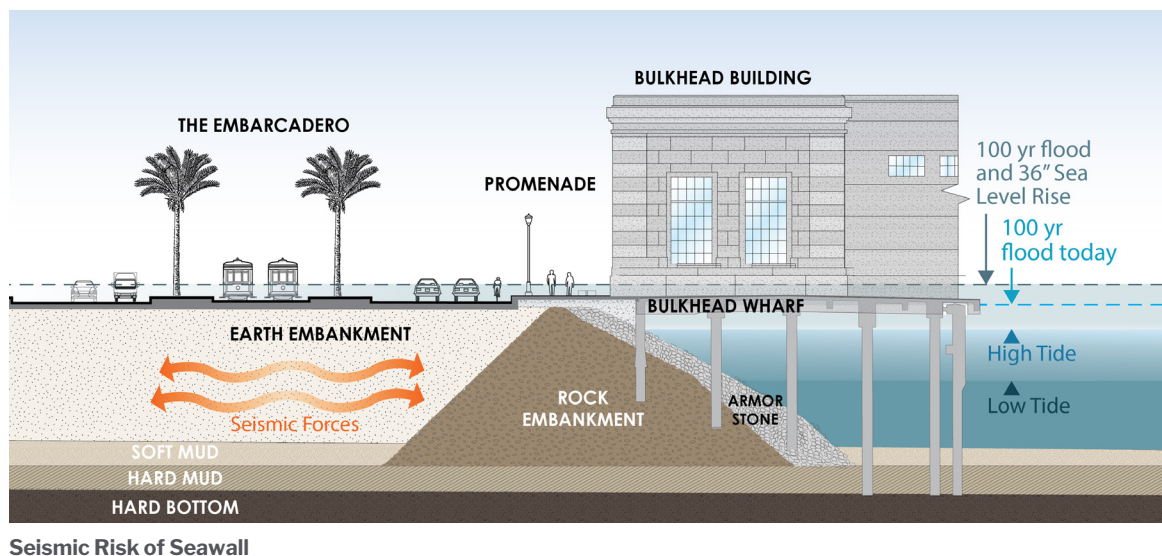 BULKHEAD BUILDING
THE EMBARCADERO
PROMENADE
100 yr flood
and 36” Sea
Level Rise
100 yr
flood today
BULKHEAD WHARF
EARTH EMBANKMENT
High Tide
ROCK
EMBANKMENT
ARMOR
STONE
Low Tide
Seismic Forces
SOFT MUD
HARD MUD
HARD BOTTOM
Seismic Risk of Seawall